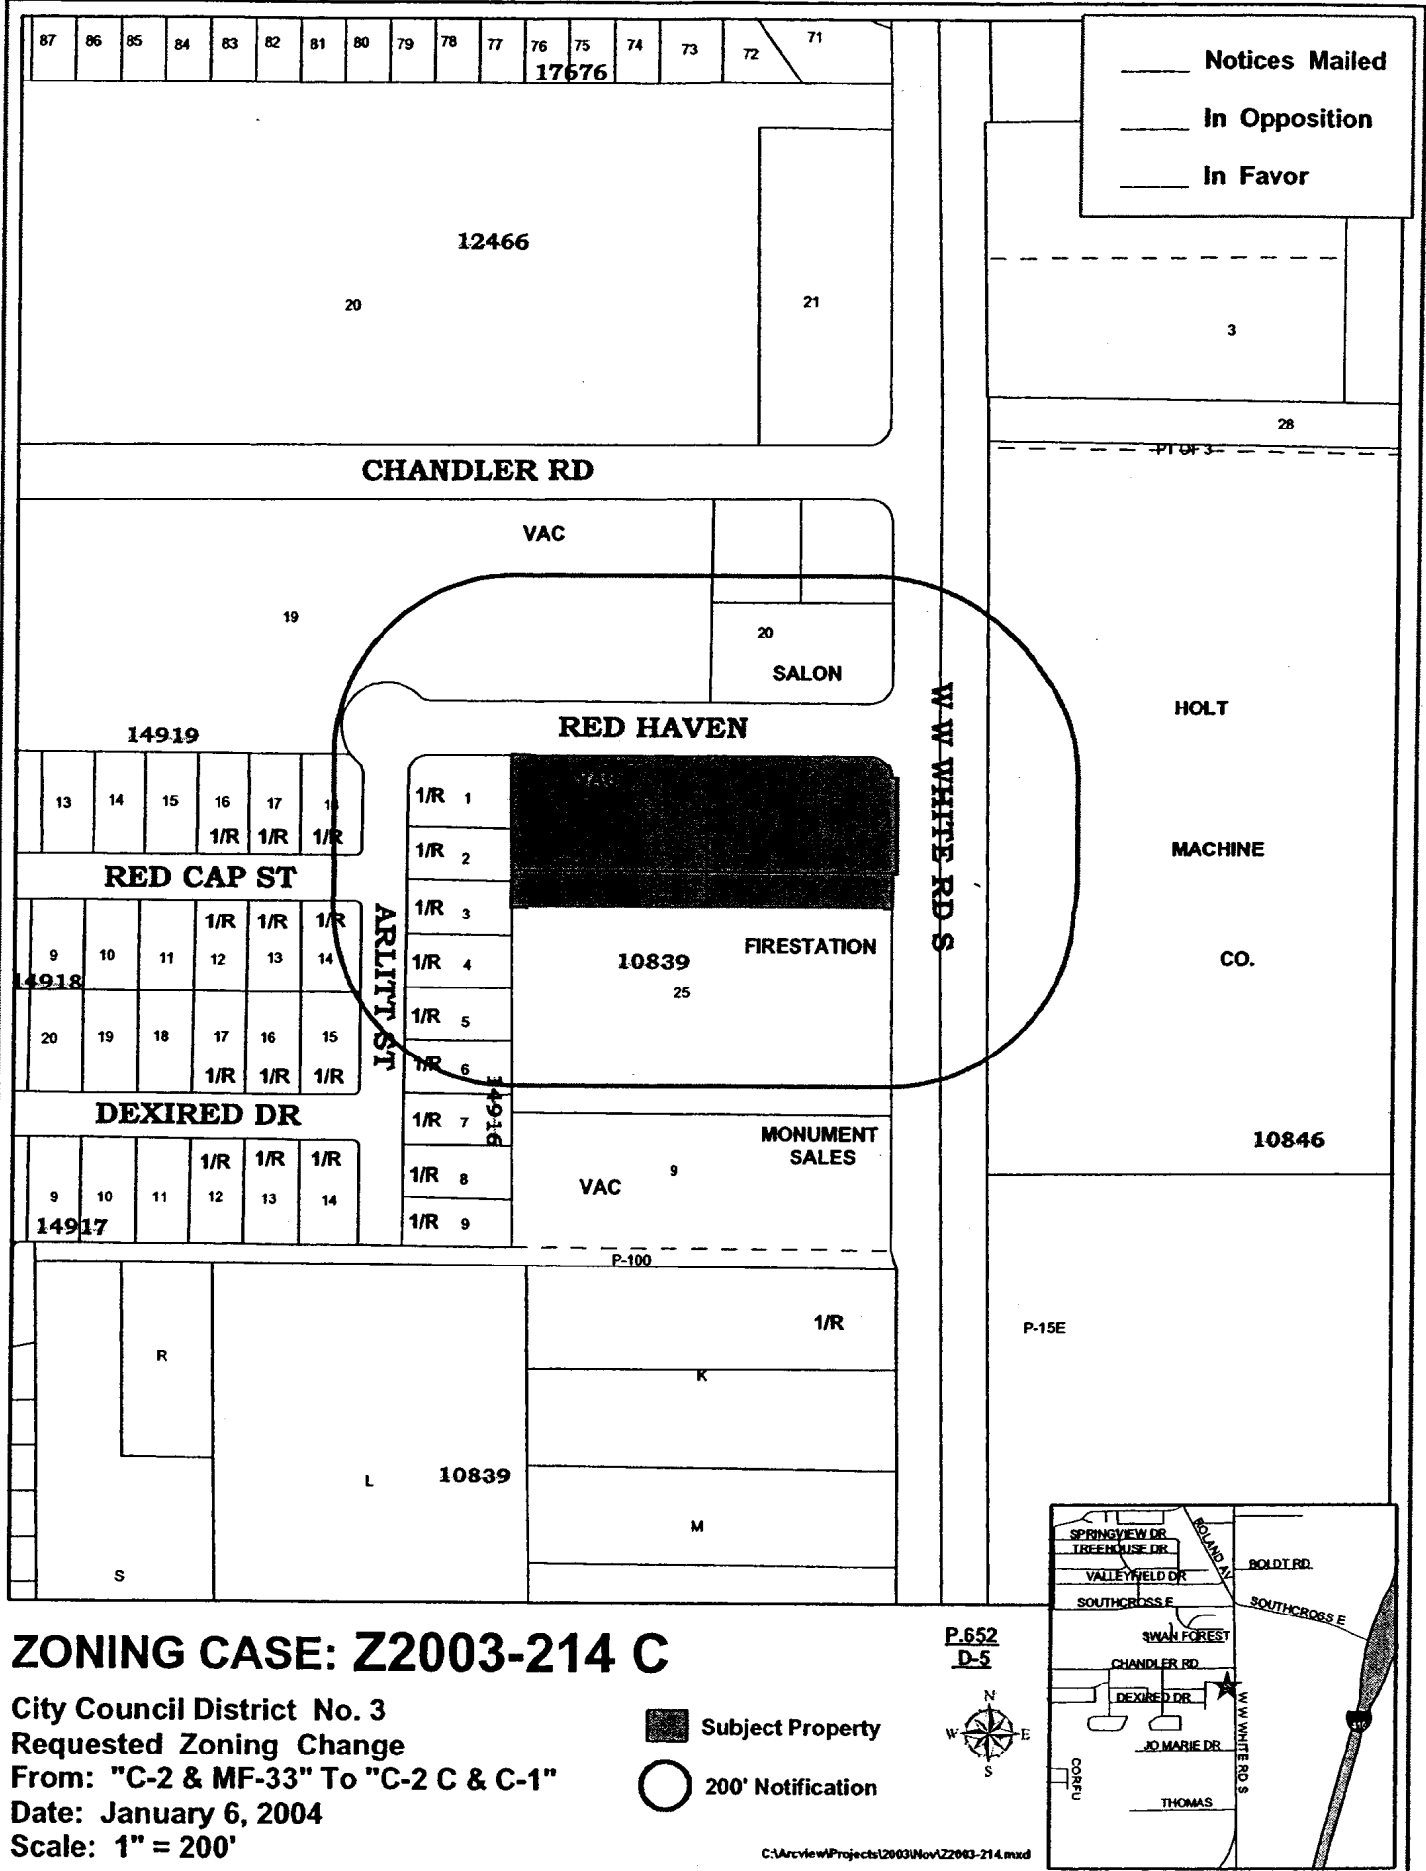 87 86 85 84 83 82 81 80 79 78 77 76 75 74 73 72 71
17676
Notices Mailed
In Opposition
In Favor
12466
20
21
3
28
PT OF 3
CHANDLER RD
VAC
19
20
SALON
RED HAVEN
W W WHITE RD S
HOLT
MACHINE
CO.
14919
13 14 15 16 17 18
1/R 1/R 1/R
RED CAP ST
1/R 1
1/R 2
1/R 3
1/R 4
1/R 5
1/R 6
1/R 7
1/R 8
1/R 9
14916
ARLITT ST
1/R 1/R 1/R
9 10 11 12 13 14
14918
20 19 18 17 16 15
1/R 1/R 1/R
FIRESTATION
10839
25
DEXIRED DR
1/R 1/R 1/R
9 10 11 12 13 14
14917
MONUMENT
SALES
9
VAC
10846
P-100
1/R
P-15E
R
K
L
10839
M
S
SPRINGVIEW DR
TREEHOUSE DR
VALLEYFIELD DR
SOUTHCROSS E
ROLAND AV
BOLDT RD
SOUTHCROSS E
SWAN FOREST
CHANDLER RD
DEXIRED DR
W W WHITE RD S
JO MARIE DR
CORFU
THOMAS
ZONING CASE: Z2003-214 C
City Council District No. 3
Requested Zoning Change
From: "C-2 & MF-33" To "C-2 C & C-1"
Date: January 6, 2004
Scale: 1" = 200'
Subject Property
200' Notification
P.652
D-5
N
W E
S
C:\Arcview\Projects\2003\Nov\Z2003-214.mxd